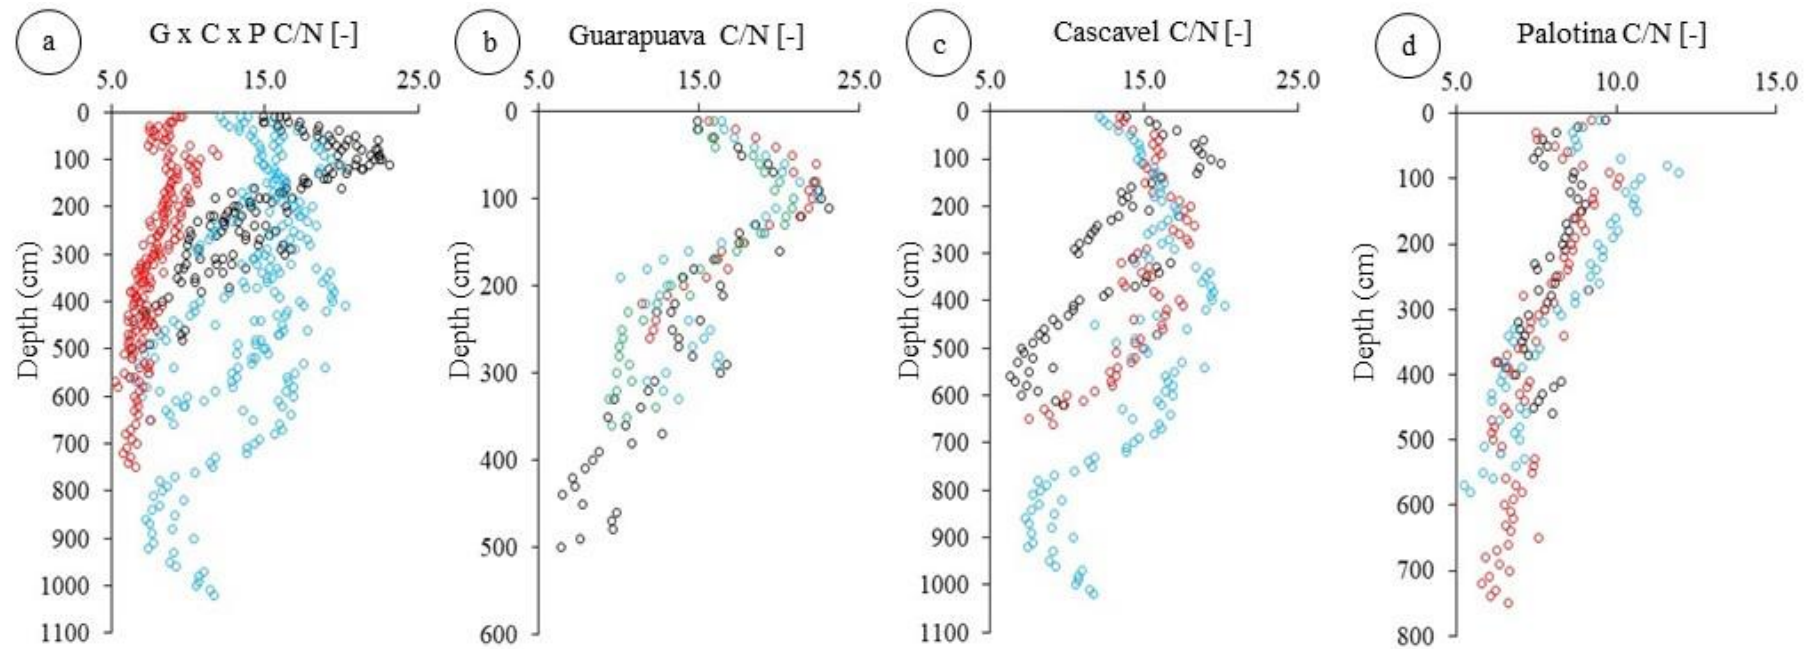 a
G x C x P C/N [-]
5.0 15.0 25.0
0
100
200
300
400
500
600
700
800
900
1000
1100
Depth (cm)
b
Guarapuava C/N [-]
5.0 15.0 25.0
0
100
200
300
400
500
600
Depth (cm)
c
Cascavel C/N [-]
5.0 15.0 25.0
0
100
200
300
400
500
600
700
800
900
1000
1100
Depth (cm)
d
Palotina C/N [-]
5.0 10.0 15.0
0
100
200
300
400
500
600
700
800
Depth (cm)